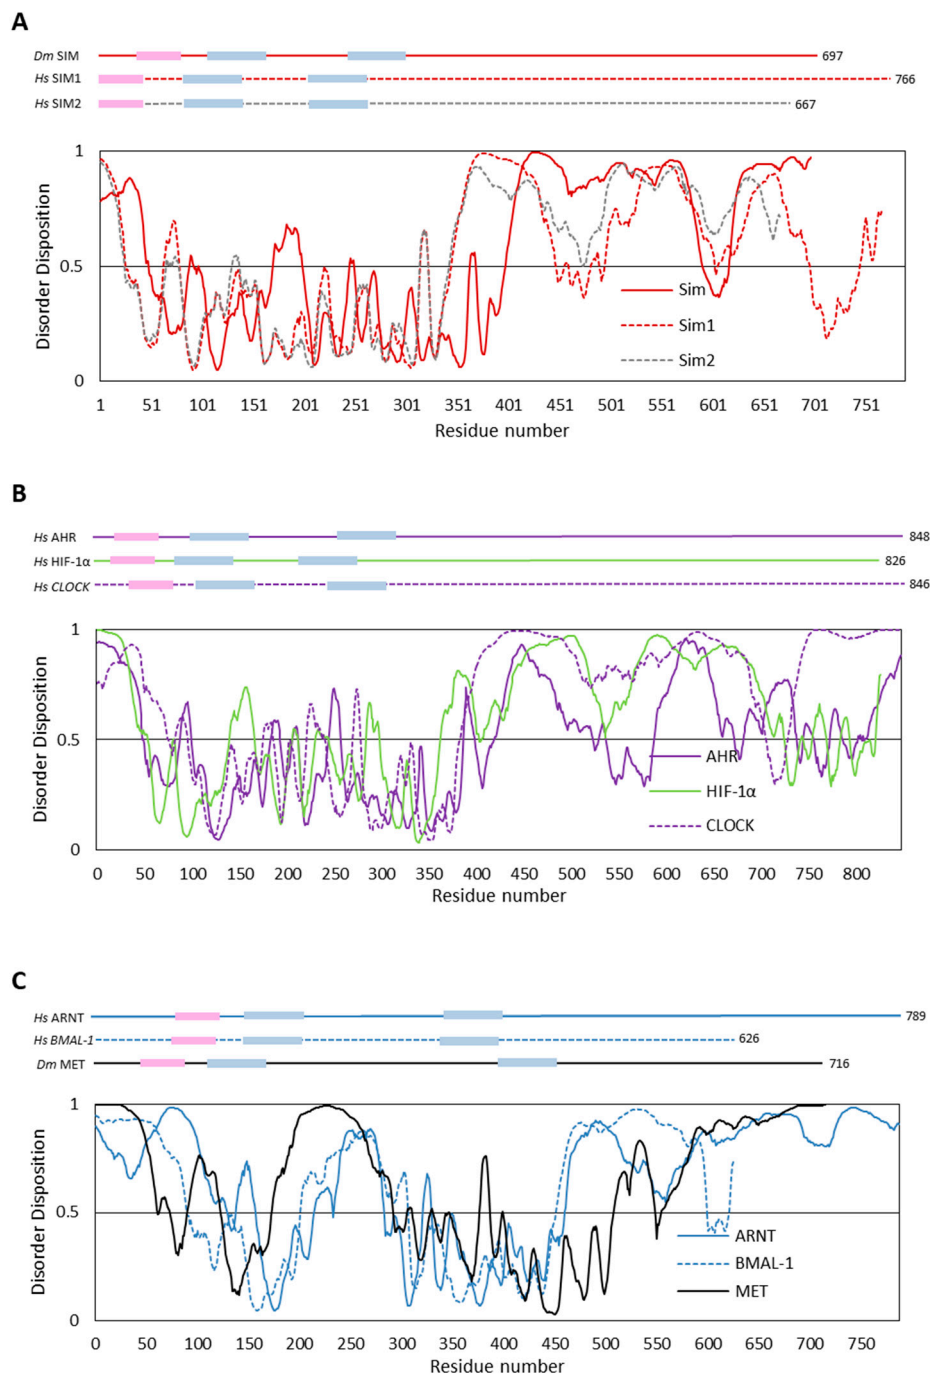 A
Dm SIM 697
Hs SIM1 766
Hs SIM2 667
1
0.5
0
Disorder Disposition
Sim
Sim1
Sim2
1 51 101 151 201 251 301 351 401 451 501 551 601 651 701 751
Residue number
B
Hs AHR 848
Hs HIF-1α 826
Hs CLOCK 846
1
0.5
0
Disorder Disposition
AHR
HIF-1α
CLOCK
0 50 100 150 200 250 300 350 400 450 500 550 600 650 700 750 800
Residue number
C
Hs ARNT 789
Hs BMAL-1 626
Dm MET 716
1
0.5
0
Disorder Disposition
ARNT
BMAL-1
MET
0 50 100 150 200 250 300 350 400 450 500 550 600 650 700 750
Residue number